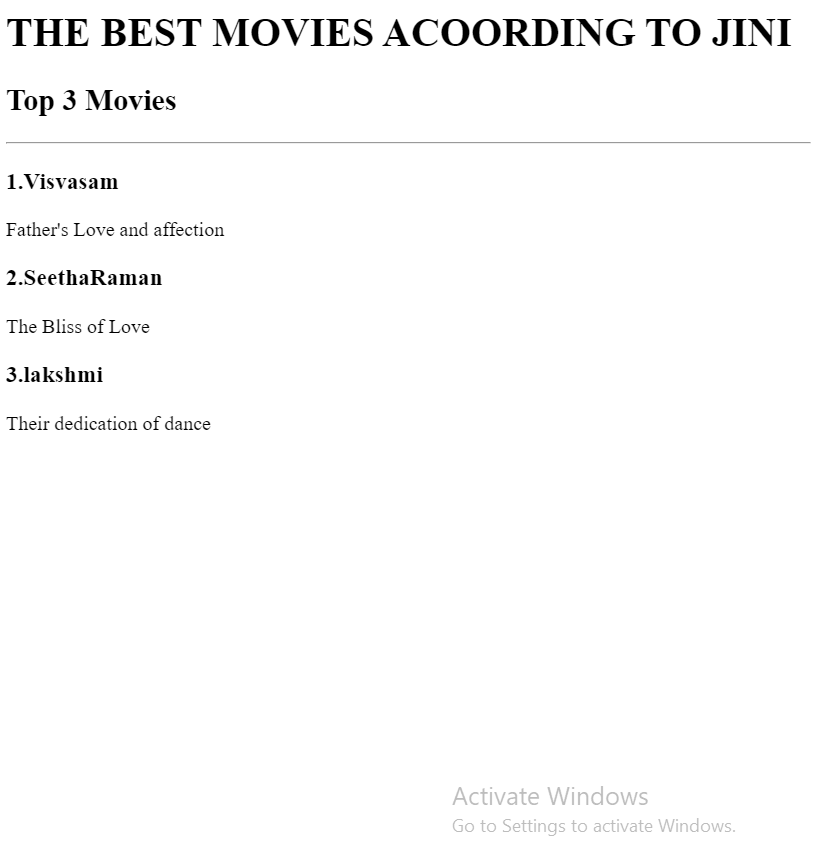 THE BEST MOVIES ACOORDING TO JINI
Top 3 Movies
1.Visvasam
Father's Love and affection
2.SeethaRaman
The Bliss of Love
3.lakshmi
Their dedication of dance
Activate Windows
Go to Settings to activate Windows.